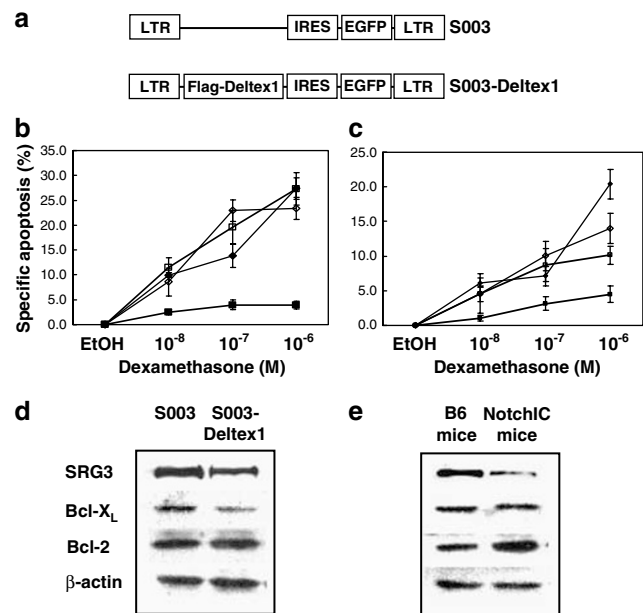 a
LTR IRES EGFP LTR S003
LTR Flag-Deltex1 IRES EGFP LTR S003-Deltex1
b
Specific apoptosis (%)
35.0
30.0
25.0
20.0
15.0
10.0
5.0
0.0
EtOH 10-8 10-7 10-6
Dexamethasone (M)
c
25.0
20.0
15.0
10.0
5.0
0.0
EtOH 10-8 10-7 10-6
Dexamethasone (M)
d
S003 S003-
Deltex1
SRG3
Bcl-XL
Bcl-2
β-actin
e
B6 NotchIC
mice mice